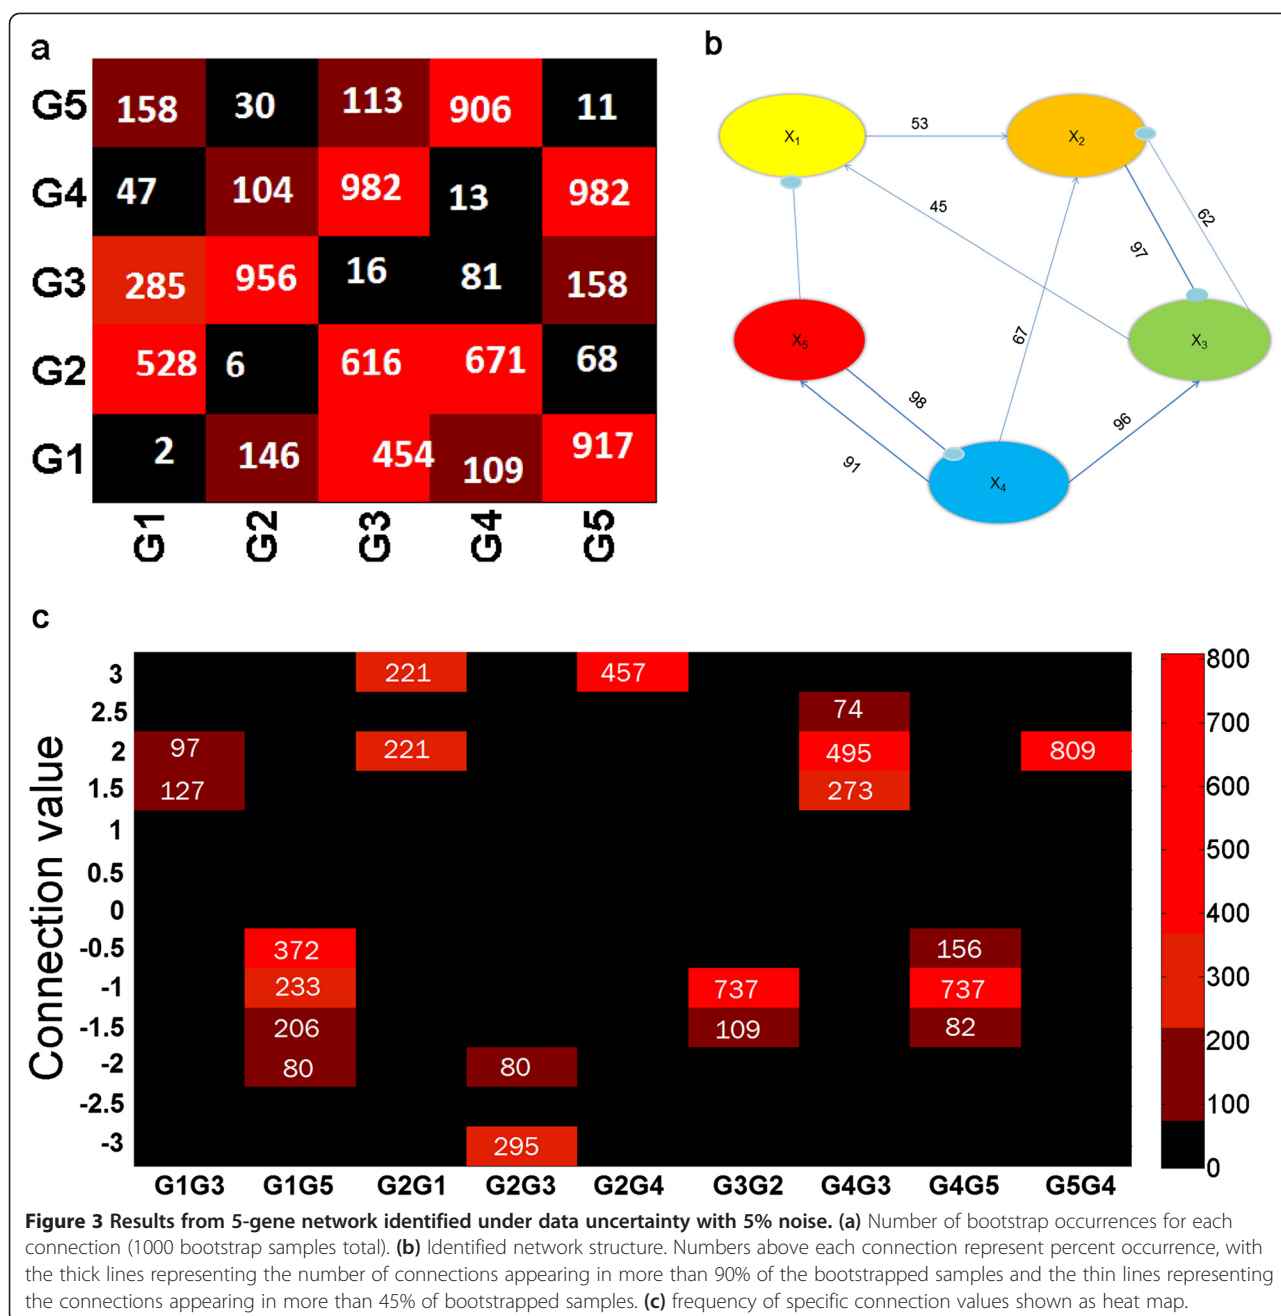 a
G5 158 30 113 906 11
G4 47 104 982 13 982
G3 285 956 16 81 158
G2 528 6 616 671 68
G1 2 146 454 109 917
G1 G2 G3 G4 G5
b
X1
53
X2
45
62
97
X5
67
X3
98
96
91
X4
c
Connection value
3 221 457
2.5 74
2 97 221 495 809
1.5 127 273
1
0.5
0
-0.5 372 156
-1 233 737 737
-1.5 206 109 82
-2 80 80
-2.5
-3 295
G1G3 G1G5 G2G1 G2G3 G2G4 G3G2 G4G3 G4G5 G5G4
800
700
600
500
400
300
200
100
0
Figure 3 Results from 5-gene network identified under data uncertainty with 5% noise. (a) Number of bootstrap occurrences for each
connection (1000 bootstrap samples total). (b) Identified network structure. Numbers above each connection represent percent occurrence, with
the thick lines representing the number of connections appearing in more than 90% of the bootstrapped samples and the thin lines representing
the connections appearing in more than 45% of bootstrapped samples. (c) frequency of specific connection values shown as heat map.